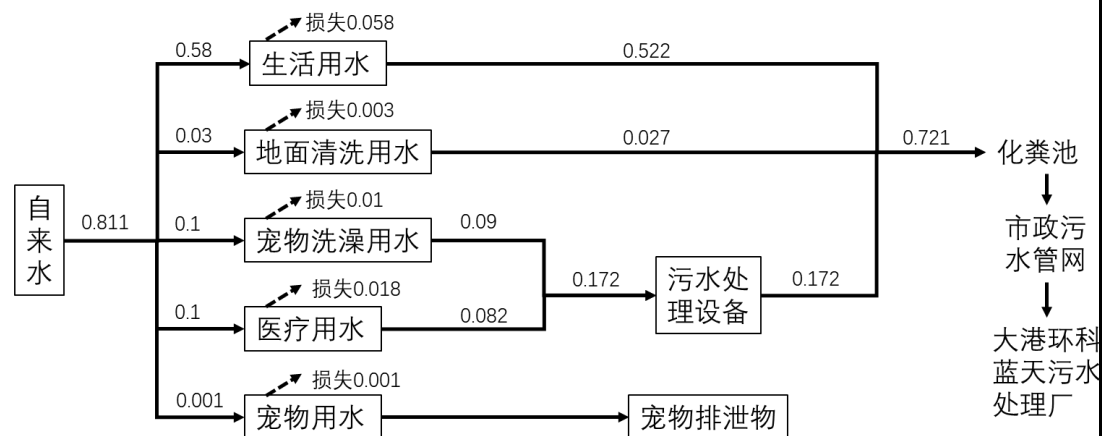 损失0.058
0.58
生活用水
0.522
损失0.003
0.03
地面清洗用水
0.027
0.721
化粪池
自来水
0.811
损失0.01
0.1
宠物洗澡用水
0.09
市政污
水管网
损失0.018
0.1
医疗用水
0.082
0.172
污水处
理设备
0.172
大港环科
蓝天污水
处理厂
损失0.001
0.001
宠物用水
宠物排泄物